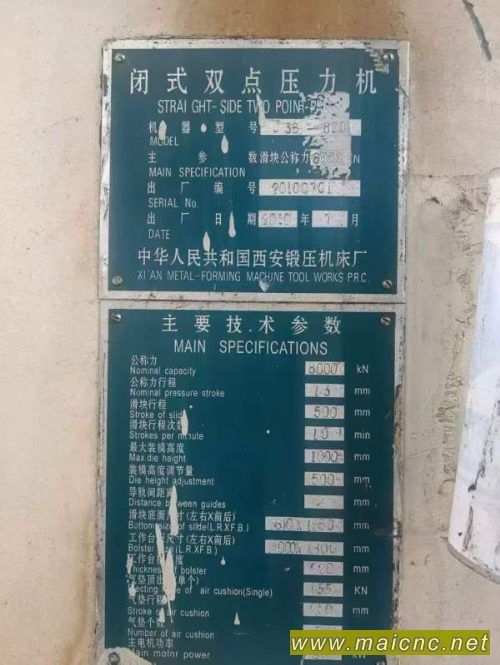 闭式双点压力机
STRAIGHT-SIDE TWO POINT
机器型号 J36-800
MODEL
主参数 滑块公称力 kN
MAIN SPECIFICATION
出厂编号 20100701
SERIAL No.
出厂日期 2010 年 7 月
DATE
中华人民共和国西安锻压机床厂
XI'AN METAL-FORMING MACHINE TOOL WORKS P.R.C.
主要技术参数
MAIN SPECIFICATIONS
公称力
Nominal capacity 8000 kN
公称力行程
Nominal pressure stroke 13 mm
滑块行程
Stroke of slide 500 mm
滑块行程次数
Strokes per minute 10 min
最大装模高度
Max.die height 1000 mm
装模高度调节量
Die height adjustment 500 mm
导轨间距离
Distance between guides mm
滑块底面尺寸(左右X前后)
Bottom size of slide(L.R.X.F.B.) mm
工作台板尺寸(左右X前后)
Bolster size(L.R.X.F.B.) mm
工作台板厚度
Thickness of bolster mm
气垫顶出力(单个)
of air cushion(Single) KN
气垫行程
Stroke of air cushion mm
气垫个数
Number of air cushion
主电机功率
Main motor power
www.maicnc.net